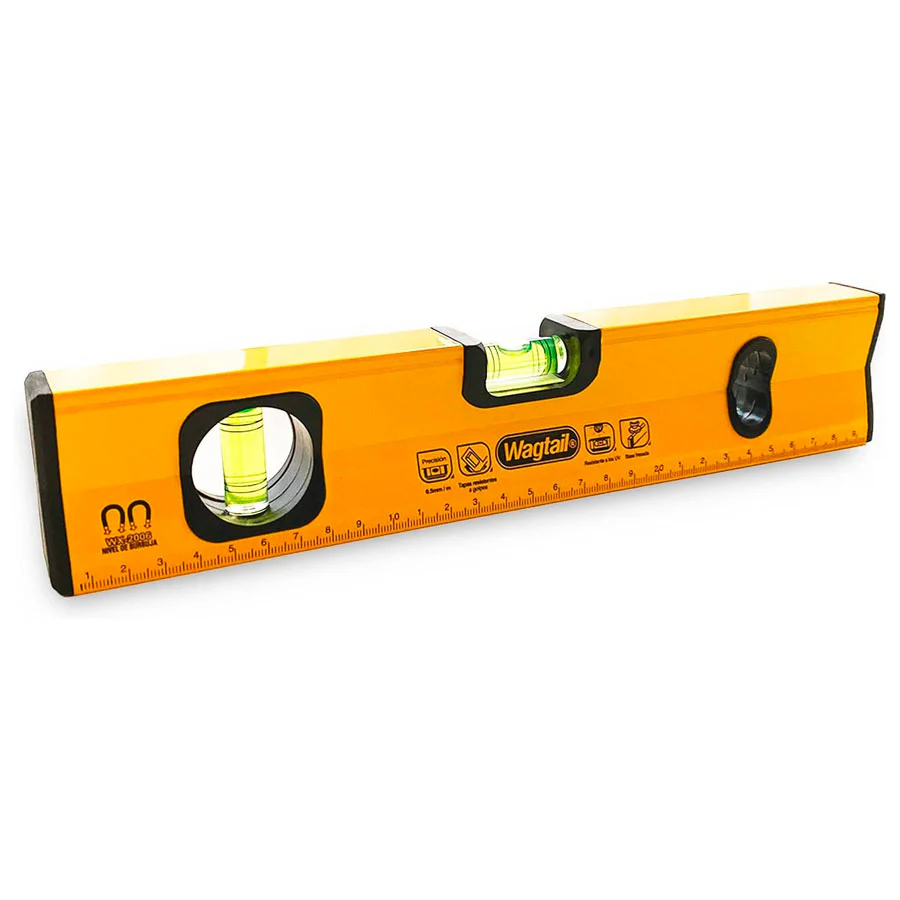 Precisión
0.5mm / m
Tapas resistentes
a golpes
Wagtail®
UV
Resistente a los UV
Base fresada
WX-2006
NIVEL DE BURBUJA
1 2 3 4 5 6 7 8 9 10 1 2 3 4 5 6 7 8 9 20 1 2 3 4 5 6 7 8 9